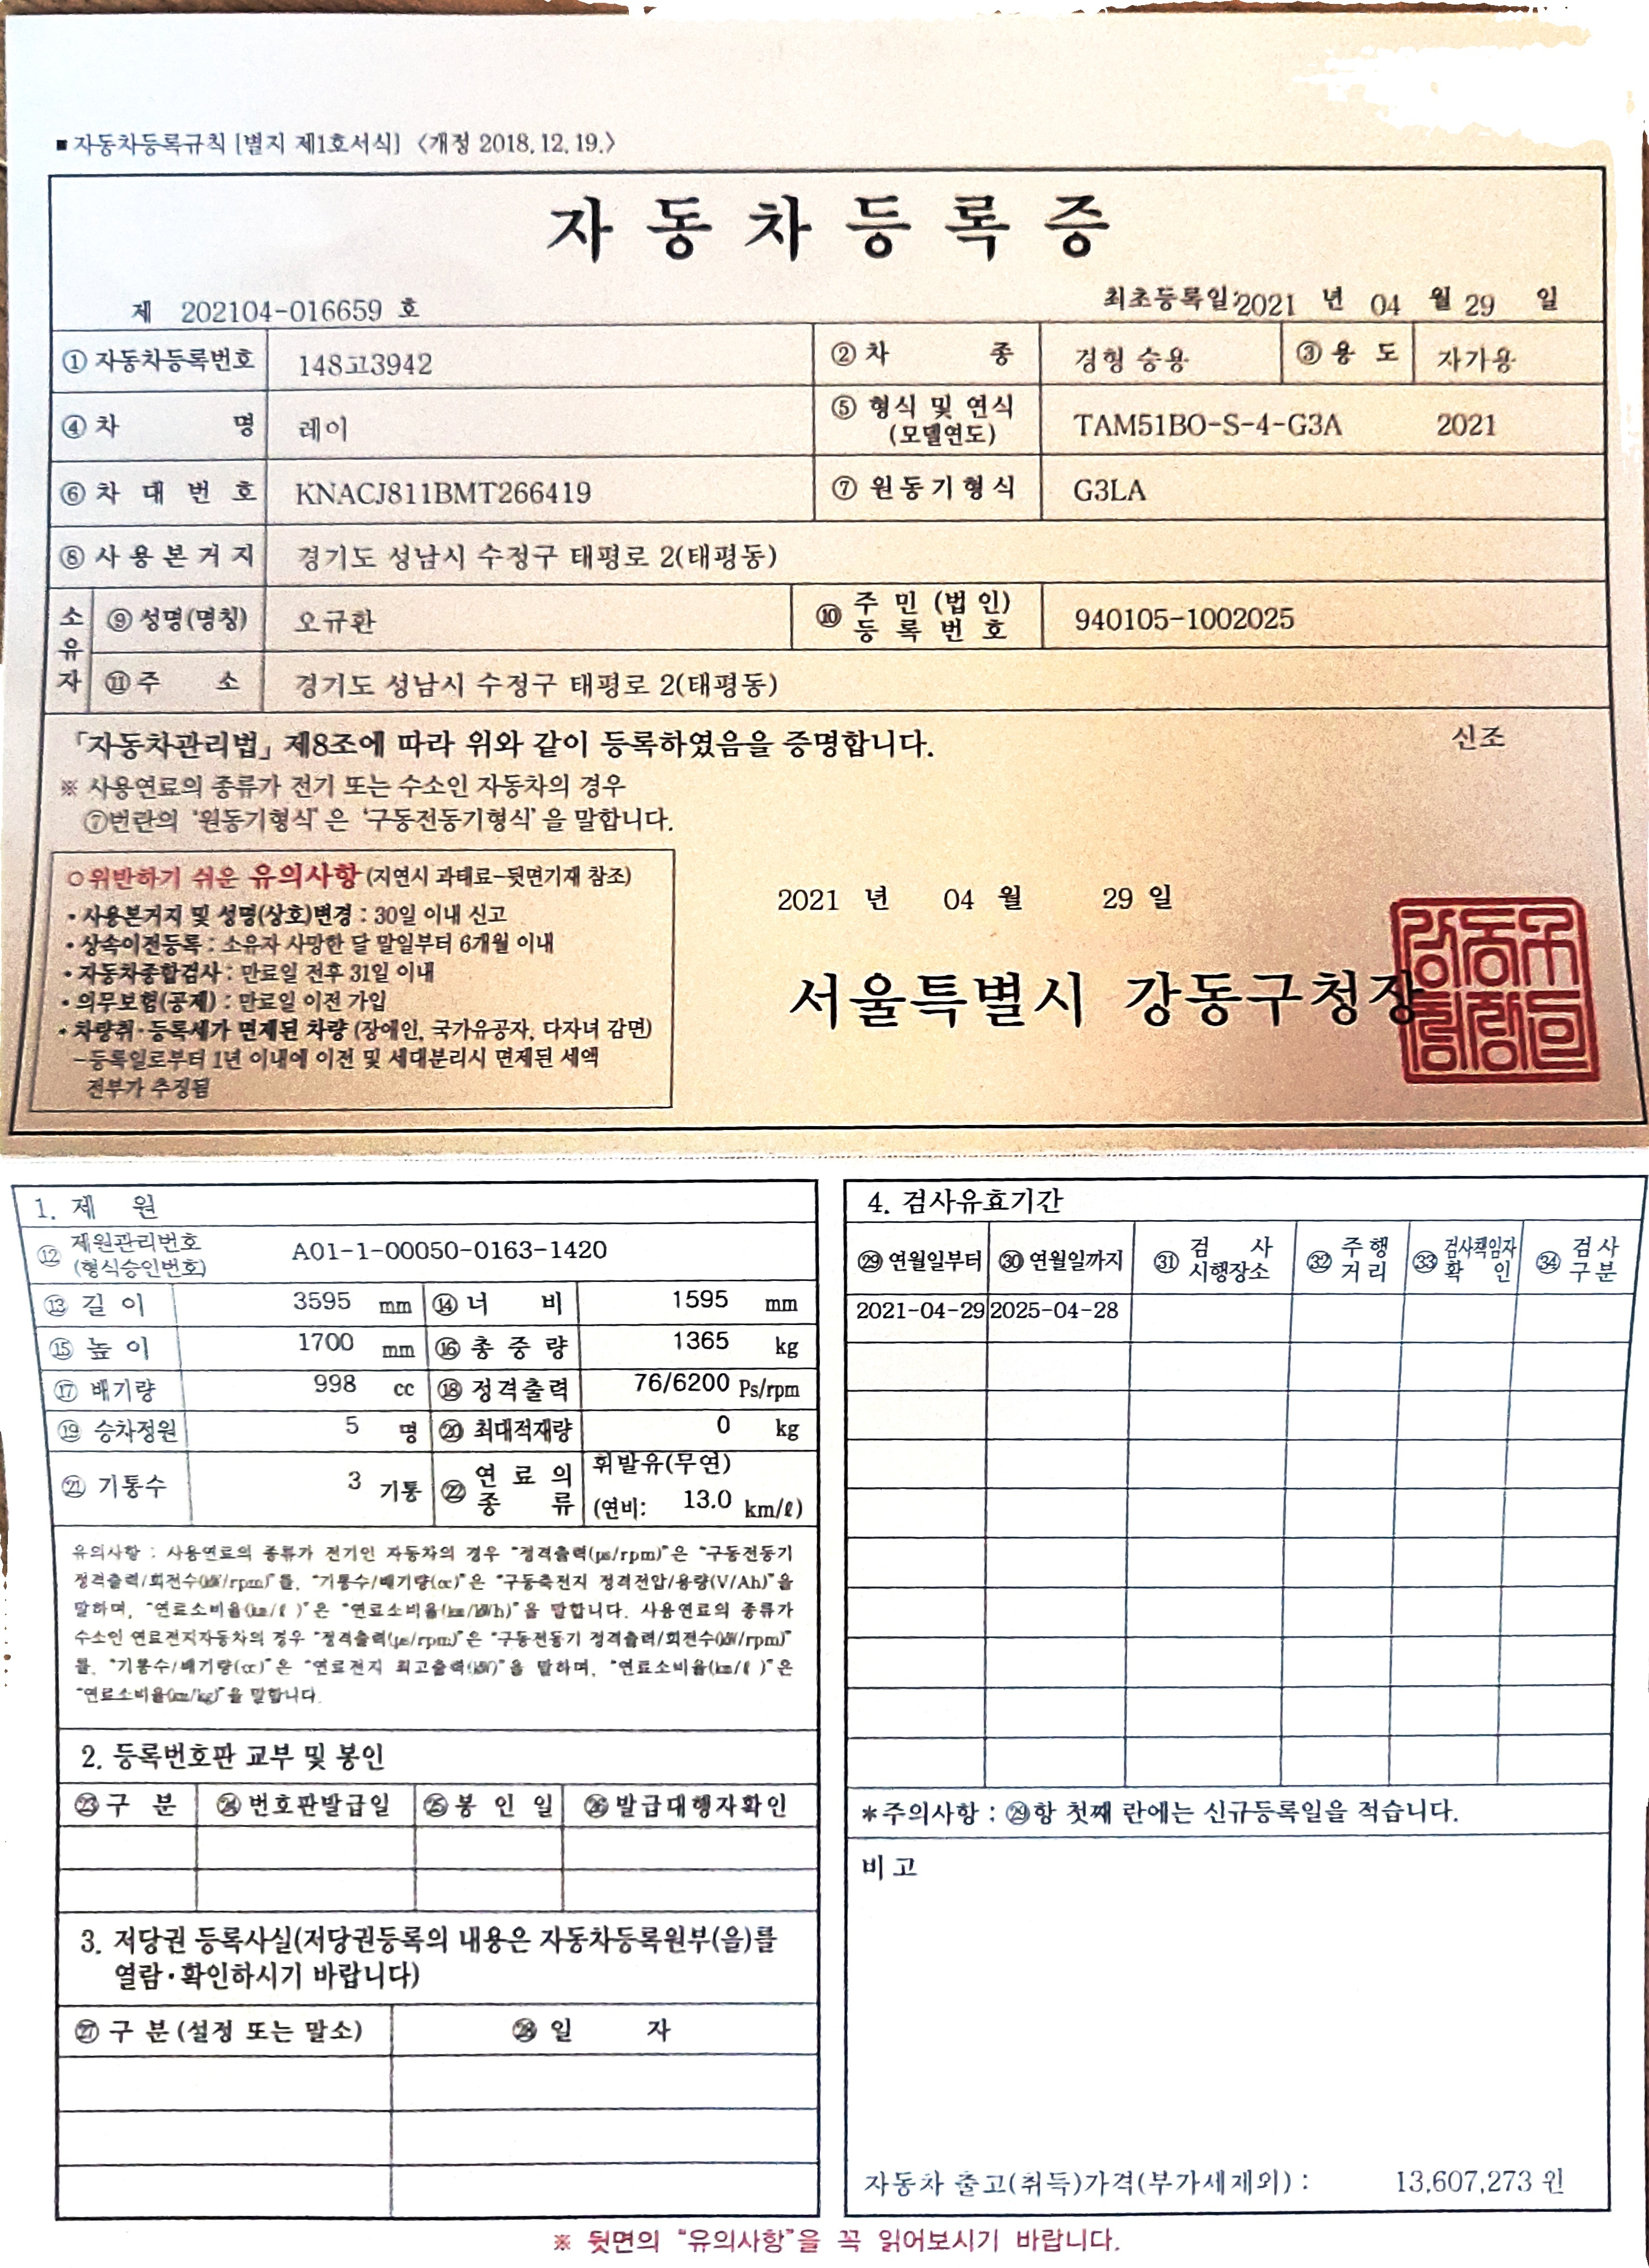 ■ 자동차등록규칙 [별지 제1호서식] <개정 2018. 12. 19.>
자동차등록증
제 202104-016659 호
최초등록일: 2021 년 04 월 29 일
① 자동차등록번호 148고3942 ② 차 종 경형 승용 ③ 용 도 자가용
④ 차 명 레이 ⑤ 형식 및 연식 (모델연도) TAM51BO-S-4-G3A 2021
⑥ 차 대 번 호 KNACJ811BMT266419 ⑦ 원동기형식 G3LA
⑧ 사 용 본 거 지 경기도 성남시 수정구 태평로 2(태평동)
소유자 ⑨ 성명(명칭) 오규환 ⑩ 주 민 (법 인) 등 록 번 호 940105-1002025
⑪ 주 소 경기도 성남시 수정구 태평로 2(태평동)
「자동차관리법」 제8조에 따라 위와 같이 등록하였음을 증명합니다.
신조
※ 사용연료의 종류가 전기 또는 수소인 자동차의 경우
⑦번란의 '원동기형식'은 '구동전동기형식'을 말합니다.
○위반하기 쉬운 유의사항(지연시 과태료-뒷면기재 참조)
• 사용본거지 및 성명(상호)변경 : 30일 이내 신고
• 상속이전등록 : 소유자 사망한 달 말일부터 6개월 이내
• 자동차종합검사 : 만료일 전후 31일 이내
• 의무보험(공제) : 만료일 이전 가입
• 차량취·등록세가 면제된 차량 (장애인, 국가유공자, 다자녀 감면)
-등록일로부터 1년 이내에 이전 및 세대분리시 면제된 세액
전부가 추징됨
2021 년 04 월 29 일
서울특별시 강동구청장
1. 제 원
⑫ 제원관리번호 (형식승인번호) A01-1-00050-0163-1420
⑬ 길 이 3595 mm ⑭ 너 비 1595 mm
⑮ 높 이 1700 mm ⑯ 총 중 량 1365 kg
⑰ 배기량 998 cc ⑱ 정격출력 76/6200 Ps/rpm
⑲ 승차정원 5 명 ⑳ 최대적재량 0 kg
㉑ 기통수 3 기통 ㉒ 연 료 의 종 류 휘발유(무연) (연비: 13.0 km/ℓ)
유의사항 : 사용연료의 종류가 전기인 자동차의 경우 "정격출력(ps/rpm)"은 "구동전동기
정격출력/회전수(kW/rpm)"를, "기통수/배기량(cc)"은 "구동축전지 정격전압/용량(V/Ah)"을
말하며, "연료소비율(km/ℓ )"은 "연료소비율(km/kWh)"을 말합니다. 사용연료의 종류가
수소인 연료전지자동차의 경우 "정격출력(ps/rpm)"은 "구동전동기 정격출력/회전수(kW/rpm)"
를, "기통수/배기량(cc)"은 "연료전지 최고출력(kW)"을 말하며, "연료소비율(km/ℓ )"은
"연료소비율(km/kg)"을 말합니다.
2. 등록번호판 교부 및 봉인
㉓ 구 분 ㉔ 번호판발급일 ㉕ 봉 인 일 ㉖ 발급대행자확인
3. 저당권 등록사실(저당권등록의 내용은 자동차등록원부(을)를
열람·확인하시기 바랍니다)
㉗ 구 분 (설정 또는 말소) ㉘ 일 자
4. 검사유효기간
㉙ 연월일부터 ㉚ 연월일까지 ㉛ 검 사 시행장소 ㉜ 주 행 거 리 ㉝ 검사책임자 확 인 ㉞ 검 사 구 분
2021-04-29 2025-04-28
*주의사항 : ㉙항 첫째 란에는 신규등록일을 적습니다.
비 고
자동차 출고(취득)가격(부가세제외) : 13,607,273 원
※ 뒷면의 "유의사항"을 꼭 읽어보시기 바랍니다.